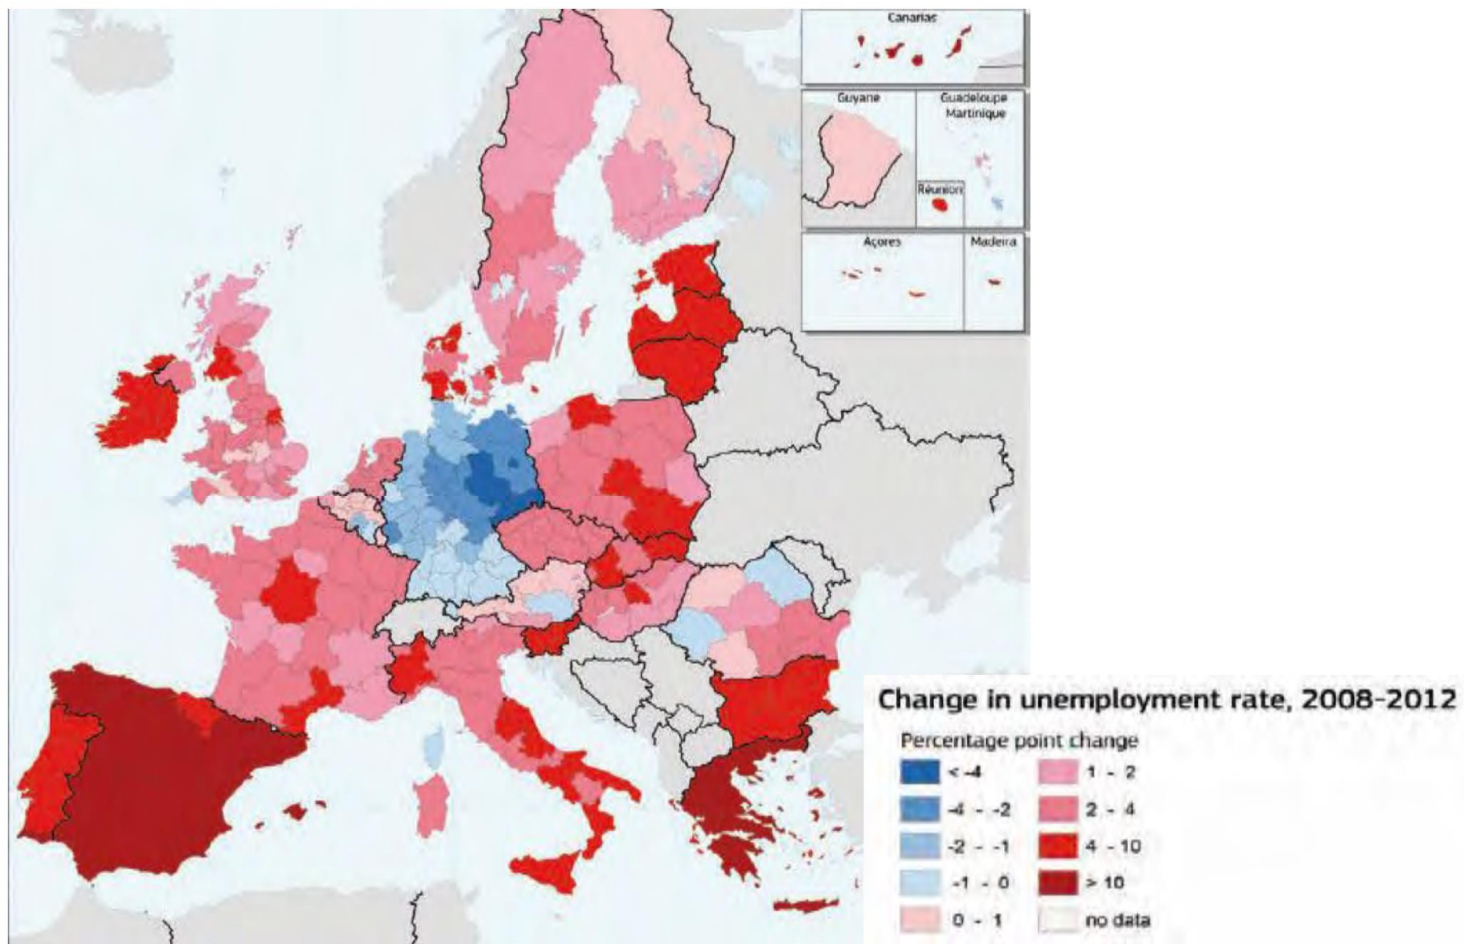 Canarias
Guyane
Guadeloupe
Martinique
Réunion
Açores
Madeira
Change in unemployment rate, 2008-2012
Percentage point change
< -4
-4 - -2
-2 - -1
-1 - 0
0 - 1
1 - 2
2 - 4
4 - 10
> 10
no data